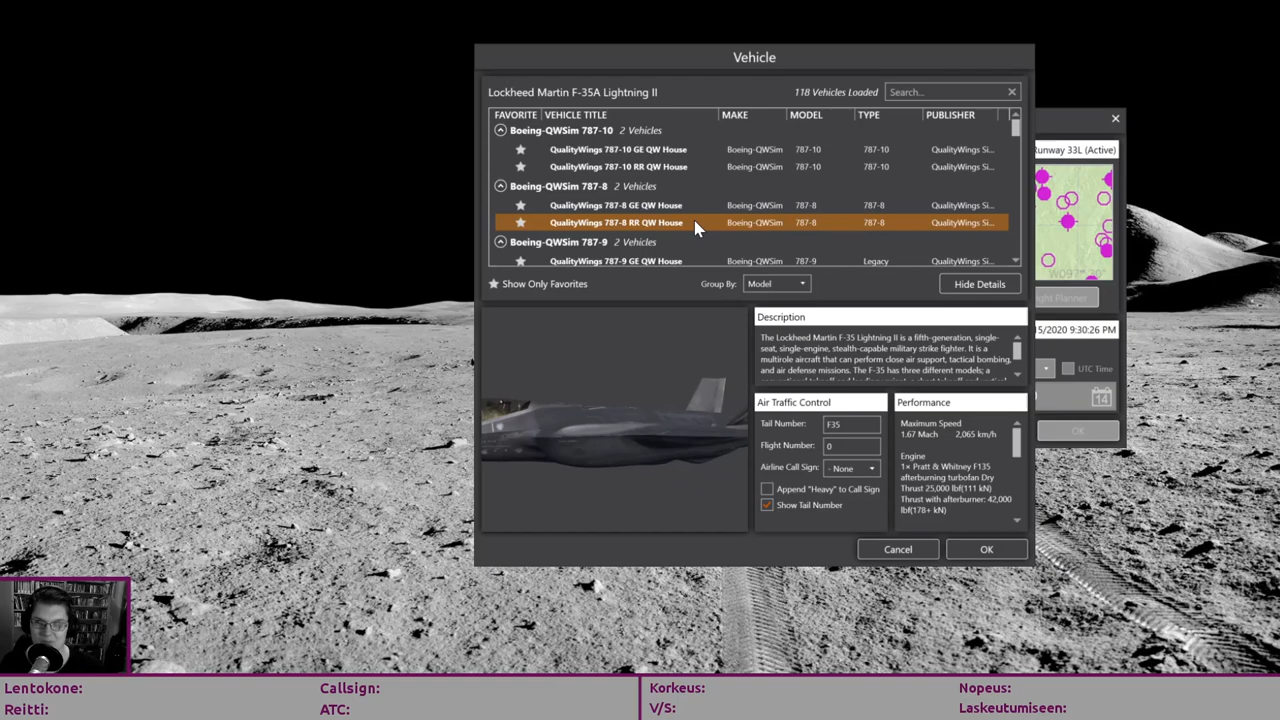 Vehicle
Lockheed Martin F-35A Lightning II
118 Vehicles Loaded
Search...
FAVORITE VEHICLE TITLE MAKE MODEL TYPE PUBLISHER
Boeing-QWSim 787-10 2 Vehicles
QualityWings 787-10 GE QW House Boeing-QWSim 787-10 787-10 QualityWings Si...
QualityWings 787-10 RR QW House Boeing-QWSim 787-10 787-10 QualityWings Si...
Boeing-QWSim 787-8 2 Vehicles
QualityWings 787-8 GE QW House Boeing-QWSim 787-8 787-8 QualityWings Si...
QualityWings 787-8 RR QW House Boeing-QWSim 787-8 787-8 QualityWings Si...
Boeing-QWSim 787-9 2 Vehicles
QualityWings 787-9 GE QW House Boeing-QWSim 787-9 Legacy QualityWings Si...
Show Only Favorites
Group By: Model
Hide Details
Description
The Lockheed Martin F-35 Lightning II is a fifth-generation, single-
seat, single-engine, stealth-capable military strike fighter. It is a
multirole aircraft that can perform close air support, tactical bombing,
and air defense missions. The F-35 has three different models; a
Air Traffic Control
Tail Number: F35
Flight Number: 0
Airline Call Sign: - None
Append "Heavy" to Call Sign
Show Tail Number
Performance
Maximum Speed
1.67 Mach 2,065 km/h
Engine
1× Pratt & Whitney F135
afterburning turbofan Dry
Thrust 25,000 lbf(111 kN)
Thrust with afterburner: 42,000
lbf(178+ kN)
Cancel
OK
Runway 33L (Active)
Planner
5/2020 9:30:26 PM
UTC Time
14
OK
Lentokone:
Callsign:
Korkeus:
Nopeus:
Reitti:
ATC:
V/S:
Laskeutumiseen: